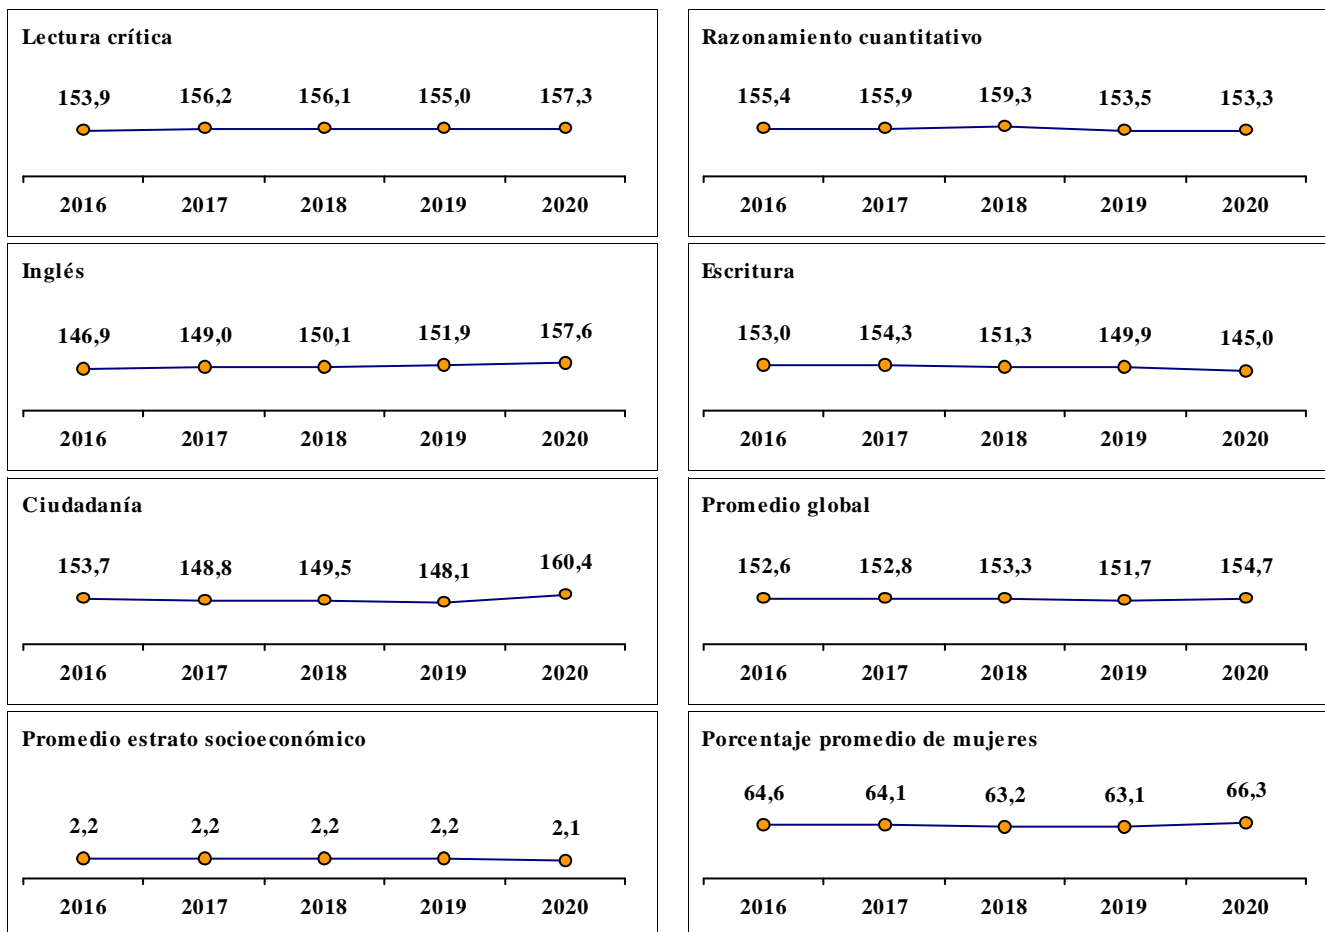 Lectura crítica
153,9 156,2 156,1 155,0 157,3
2016 2017 2018 2019 2020
Razonamiento cuantitativo
155,4 155,9 159,3 153,5 153,3
2016 2017 2018 2019 2020
Inglés
146,9 149,0 150,1 151,9 157,6
2016 2017 2018 2019 2020
Escritura
153,0 154,3 151,3 149,9 145,0
2016 2017 2018 2019 2020
Ciudadanía
153,7 148,8 149,5 148,1 160,4
2016 2017 2018 2019 2020
Promedio global
152,6 152,8 153,3 151,7 154,7
2016 2017 2018 2019 2020
Promedio estrato socioeconómico
2,2 2,2 2,2 2,2 2,1
2016 2017 2018 2019 2020
Porcentaje promedio de mujeres
64,6 64,1 63,2 63,1 66,3
2016 2017 2018 2019 2020